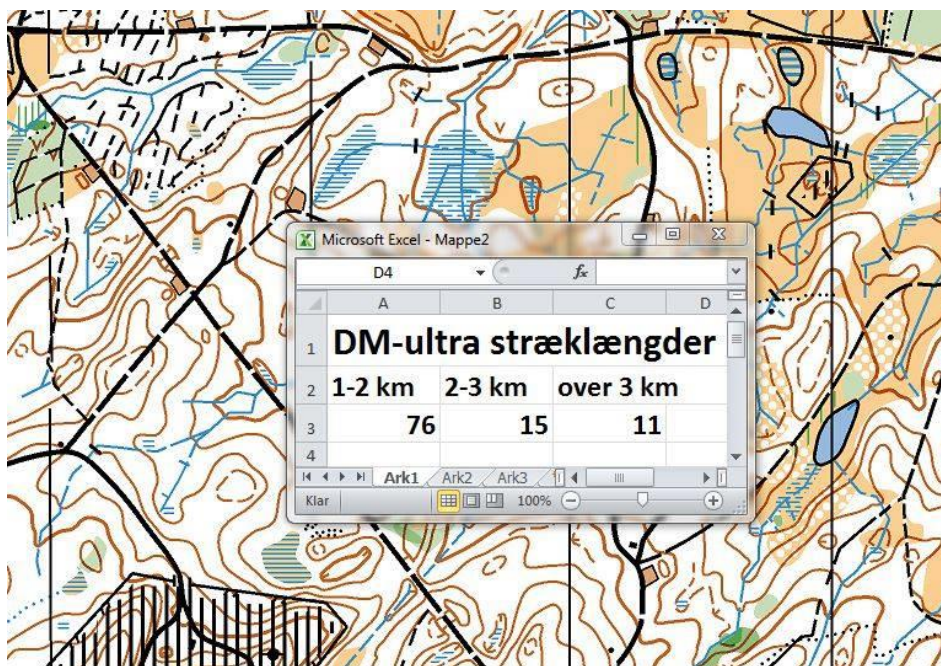 Microsoft Excel - Mappe2
D4 fx
A B C D
1 DM-ultra stræklængder
2 1-2 km 2-3 km over 3 km
3 76 15 11
4
Ark1 Ark2 Ark3
Klar 100%